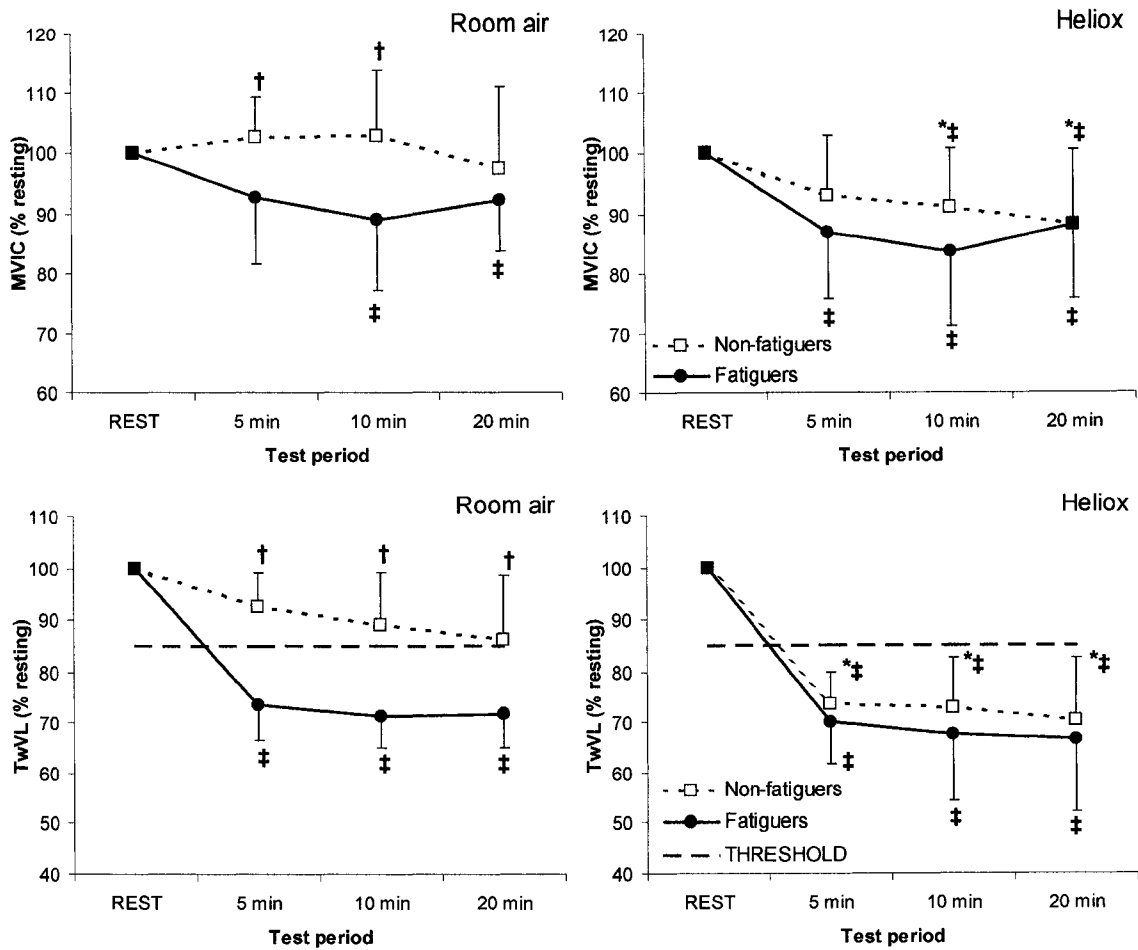 Room air
120
110
100
90
80
70
60
MVIC (% resting)
†
†
‡
‡
REST
5 min
10 min
20 min
Test period
Heliox
120
110
100
90
80
70
60
MVIC (% resting)
*‡
*‡
‡
‡
‡
Non-fatiguers
Fatiguers
REST
5 min
10 min
20 min
Test period
Room air
110
100
90
80
70
60
50
40
TwVL (% resting)
†
†
†
‡
‡
‡
REST
5 min
10 min
20 min
Test period
Heliox
110
100
90
80
70
60
50
40
TwVL (% resting)
*‡
*‡
*‡
‡
‡
‡
Non-fatiguers
Fatiguers
THRESHOLD
REST
5 min
10 min
20 min
Test period